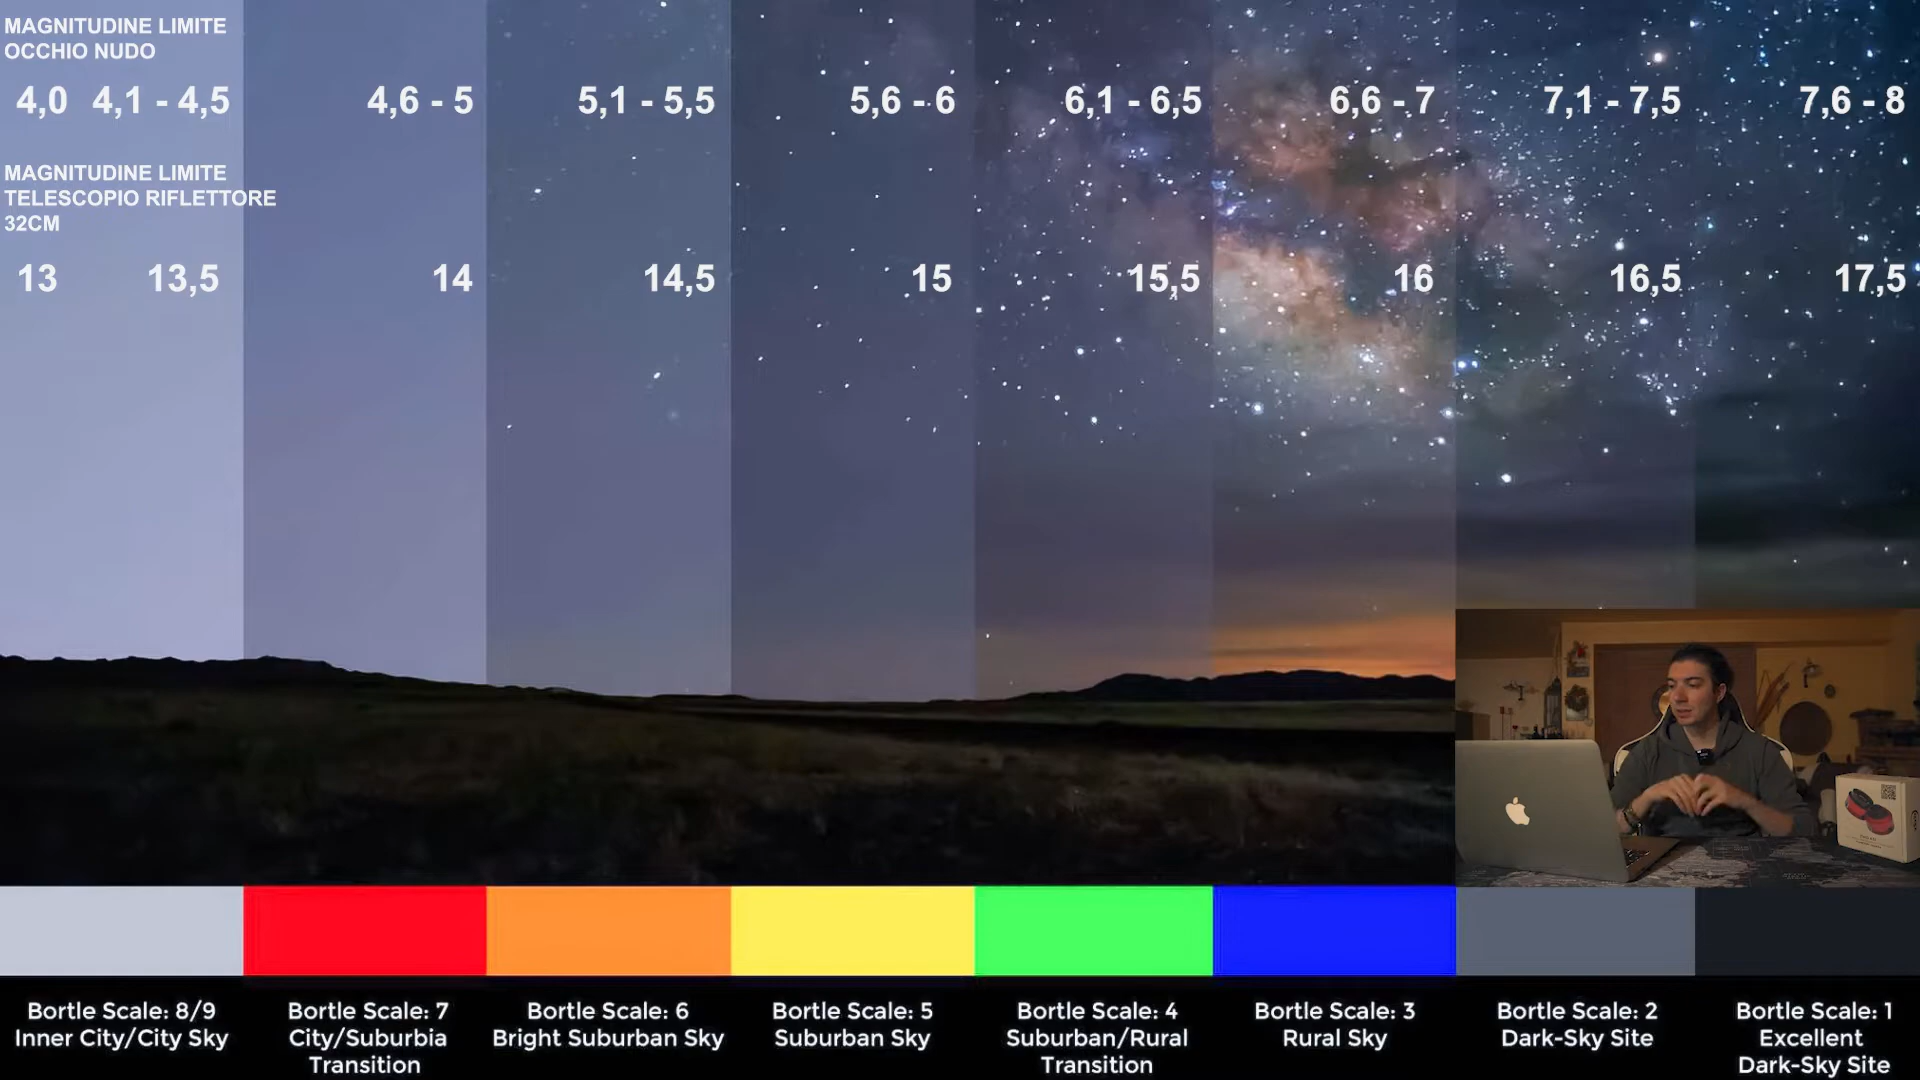 MAGNITUDINE LIMITE
OCCHIO NUDO
4,0 4,1 - 4,5 4,6 - 5 5,1 - 5,5 5,6 - 6 6,1 - 6,5 6,6 - 7 7,1 - 7,5 7,6 - 8
MAGNITUDINE LIMITE
TELESCOPIO RIFLETTORE
32CM
13 13,5 14 14,5 15 15,5 16 16,5 17,5
Bortle Scale: 8/9
Inner City/City Sky
Bortle Scale: 7
City/Suburbia
Transition
Bortle Scale: 6
Bright Suburban Sky
Bortle Scale: 5
Suburban Sky
Bortle Scale: 4
Suburban/Rural
Transition
Bortle Scale: 3
Rural Sky
Bortle Scale: 2
Dark-Sky Site
Bortle Scale: 1
Excellent
Dark-Sky Site